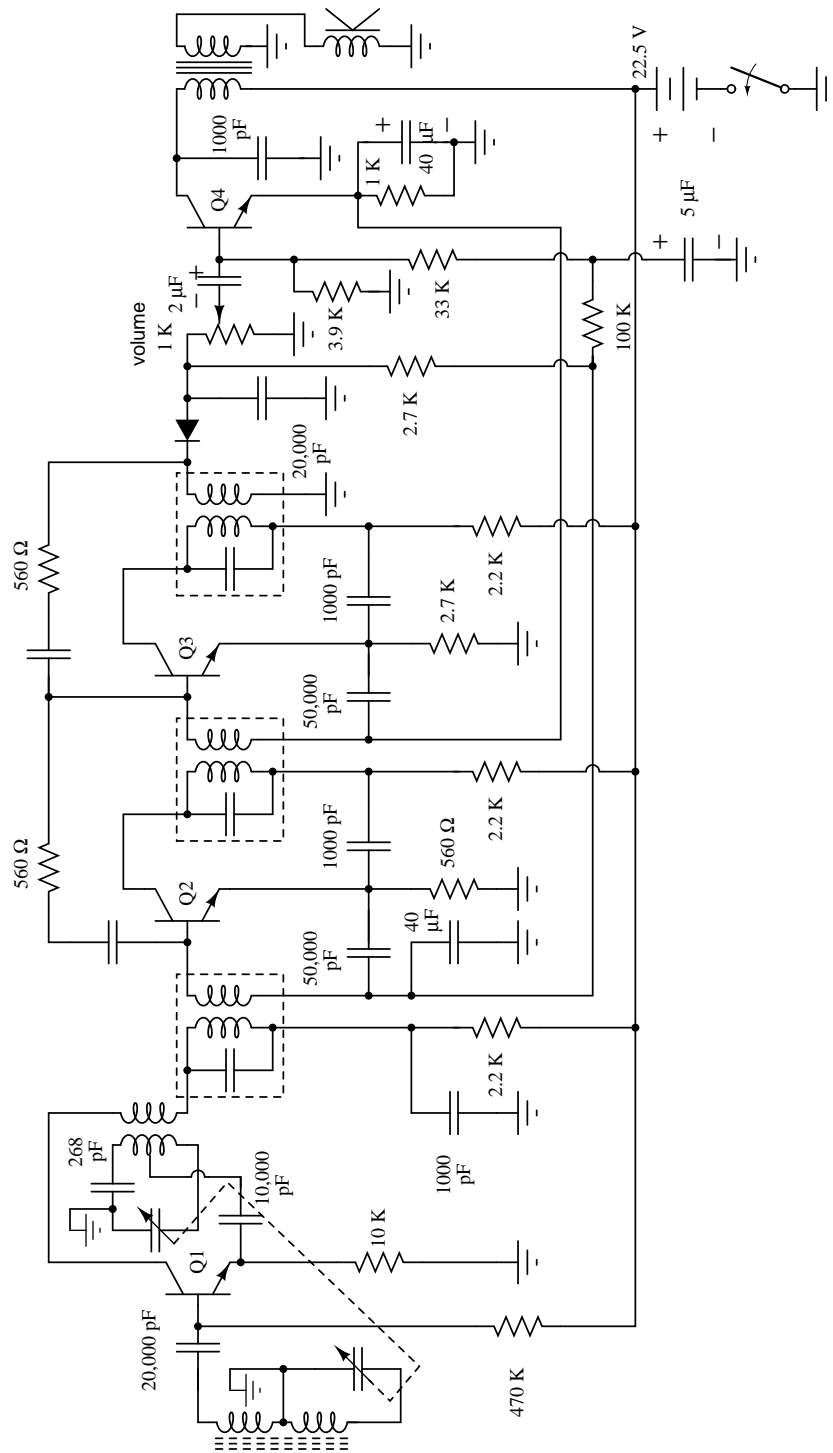 560 Ω
560 Ω
268
pF
volume
1 K
20,000 pF
Q1
Q2
Q3
2 μF
− +
Q4
1000
pF
10,000
pF
20,000
pF
50,000
pF
50,000
pF
1000 pF
1000 pF
3.9 K
1 K
10 K
+
−
40
μF
2.7 K
40
μF
560 Ω
2.7 K
33 K
1000
pF
2.2 K
2.2 K
2.2 K
470 K
100 K
22.5 V
+
−
5 μF
+
−